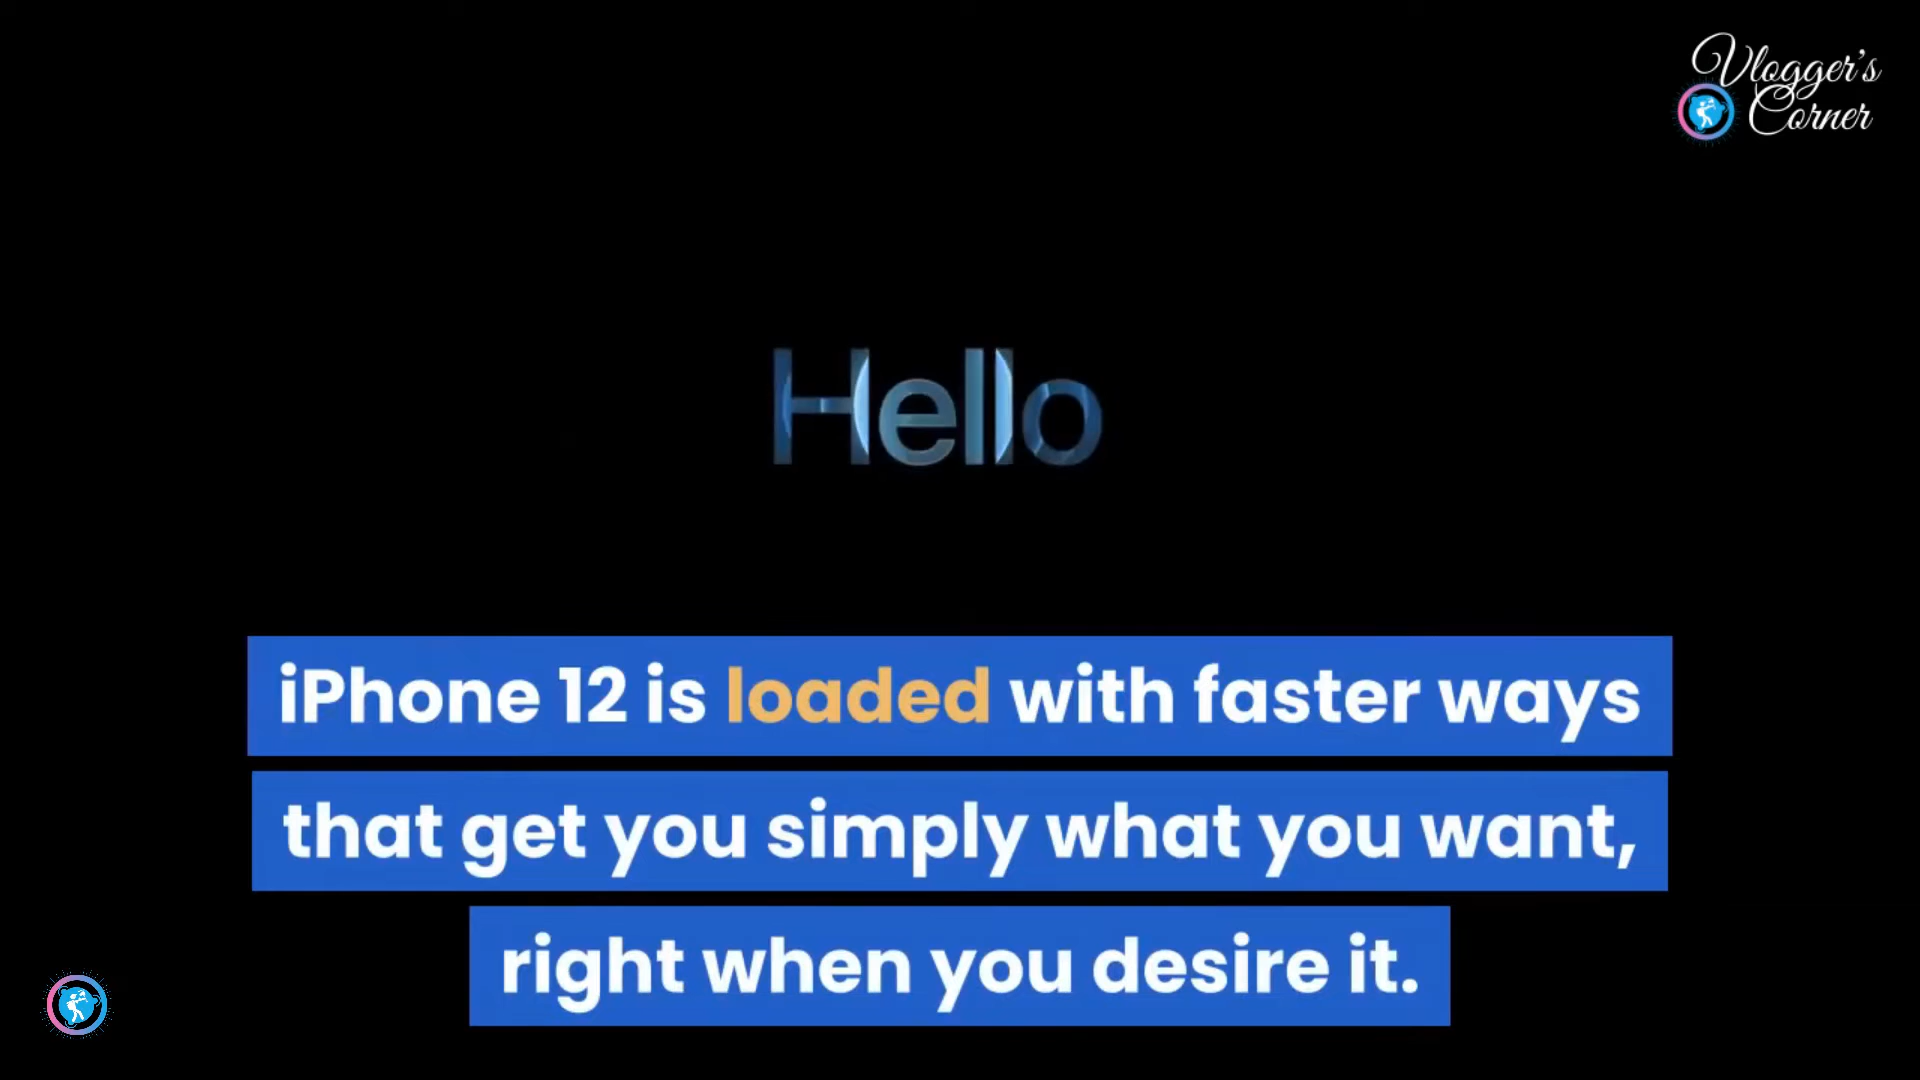 Vlogger's
Corner
Hello
iPhone 12 is loaded with faster ways
that get you simply what you want,
right when you desire it.